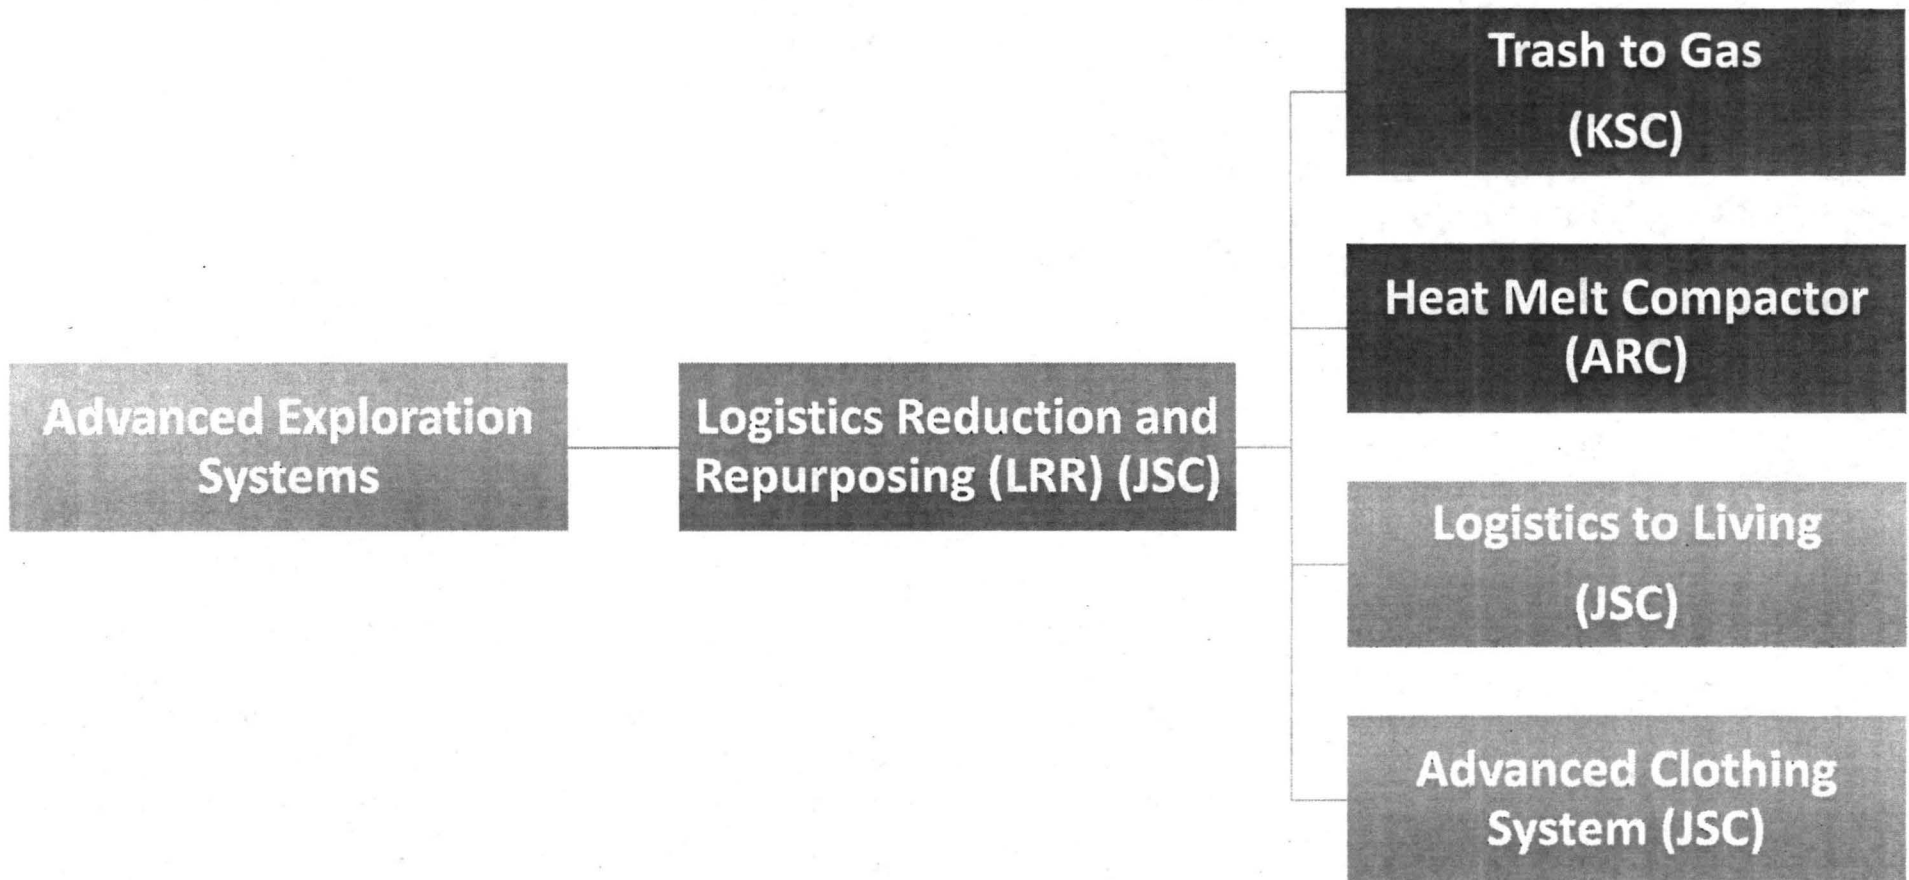 Advanced Exploration
Systems
Logistics Reduction and
Repurposing (LRR) (JSC)
Trash to Gas
(KSC)
Heat Melt Compactor
(ARC)
Logistics to Living
(JSC)
Advanced Clothing
System (JSC)